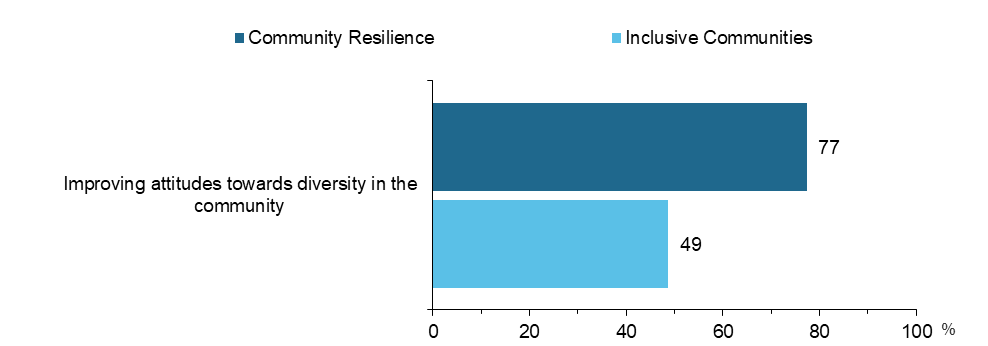 Community Resilience
Inclusive Communities
Improving attitudes towards diversity in the
community
77
49
0
20
40
60
80
100
%